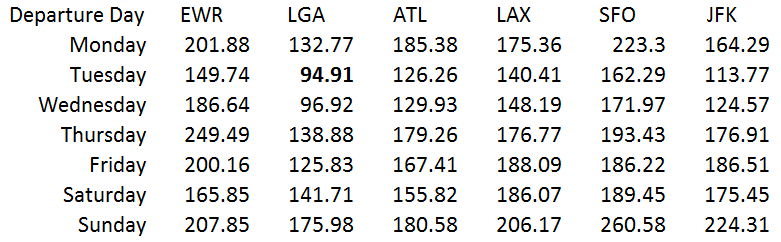 Departure Day EWR LGA ATL LAX SFO JFK
Monday 201.88 132.77 185.38 175.36 223.3 164.29
Tuesday 149.74 94.91 126.26 140.41 162.29 113.77
Wednesday 186.64 96.92 129.93 148.19 171.97 124.57
Thursday 249.49 138.88 179.26 176.77 193.43 176.91
Friday 200.16 125.83 167.41 188.09 186.22 186.51
Saturday 165.85 141.71 155.82 186.07 189.45 175.45
Sunday 207.85 175.98 180.58 206.17 260.58 224.31